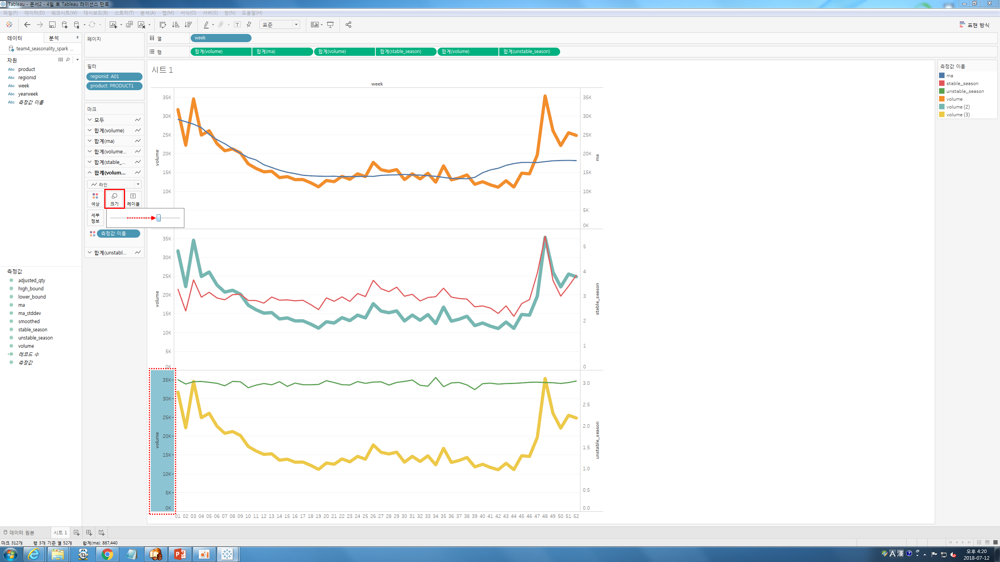 Tableau - 문서2 - 4일 후 Tableau 라이선스 만료
파일(F) 데이터(D) 워크시트(W) 대시보드(B) 스토리(T) 분석(A) 맵(M) 서식(O) 서버(S) 창(N) 도움말(H)
표준
표현 방식
데이터 분석
team4_seasonality_spark ...
차원
Abc product
Abc regionid
Abc week
Abc yearweek
Abc 측정값 이름
측정값
adjusted_qty
high_bound
lower_bound
ma
ma_stddev
smoothed
stable_season
unstable_season
volume
레코드 수
측정값
페이지
필터
regionid: A01
product: PRODUCT1
마크
모두
합계(volume)
합계(ma)
합계(volume...
합계(stable_...
합계(volum...
라인
색상 크기 레이블
세부
정보
측정값 이름
합계(unstabl...
열 week
행 합계(volume) 합계(ma) 합계(volume) 합계(stable_season) 합계(volume) 합계(unstable_season)
시트 1
week
35K 35K
30K 30K
25K 25K
20K 20K
volume ma
15K 15K
10K 10K
5K
0K
35K
30K 5
25K 4
20K 3
volume stable_season
15K 2
10K
5K 1
0K 0
35K 3.0
30K 2.5
25K 2.0
20K
volume unstable_season
15K 1.5
10K 1.0
5K 0.5
0K 0.0
01 02 03 04 05 06 07 08 09 10 11 12 13 14 15 16 17 18 19 20 21 22 23 24 25 26 27 28 29 30 31 32 33 34 35 36 37 38 39 40 41 42 43 44 45 46 47 48 49 50 51 52
측정값 이름
ma
stable_season
unstable_season
volume
volume (2)
volume (3)
데이터 원본 시트 1
마크 312개 행 3개 기준 열 52개 합계(ma): 887,440
A 漢
오후 4:20
2018-07-12